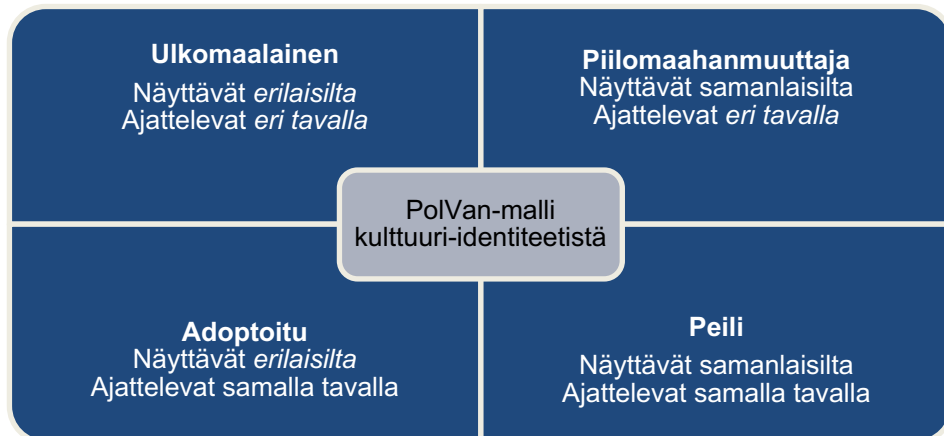 Ulkomaalainen
Näyttävät erilaisilta
Ajattelevat eri tavalla
Piilomaahanmuuttaja
Näyttävät samanlaisilta
Ajattelevat eri tavalla
PolVan-malli
kulttuuri-identiteetistä
Adoptoitu
Näyttävät erilaisilta
Ajattelevat samalla tavalla
Peili
Näyttävät samanlaisilta
Ajattelevat samalla tavalla